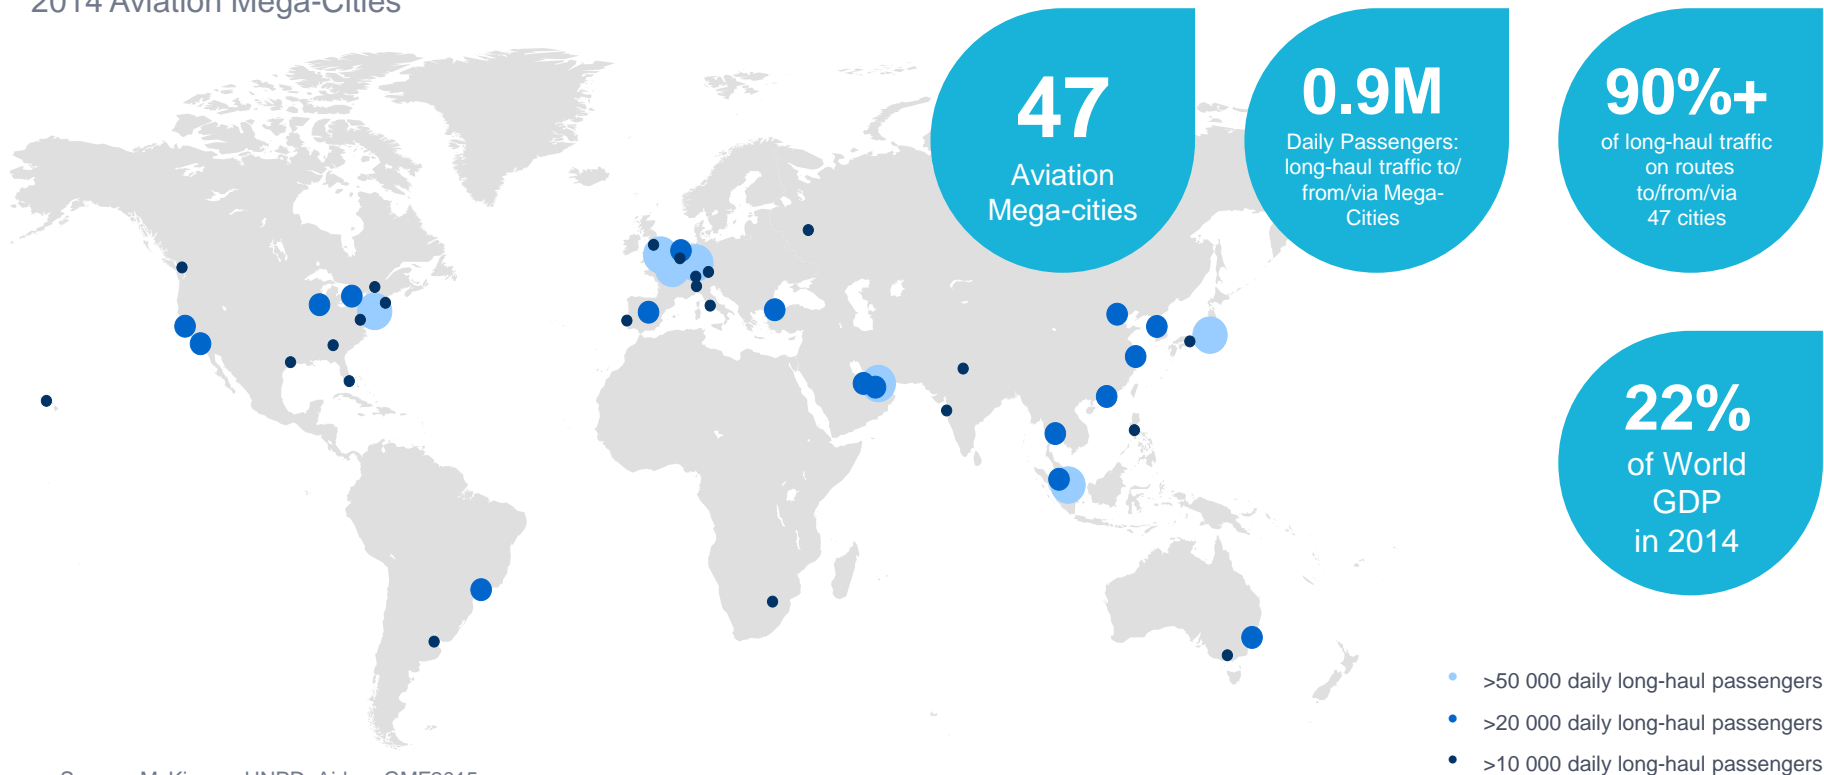 2014 Aviation Mega-Cities
47
Aviation
Mega-cities
0.9M
Daily Passengers:
long-haul traffic to/
from/via Mega-
Cities
90%+
of long-haul traffic
on routes
to/from/via
47 cities
22%
of World
GDP
in 2014
>50 000 daily long-haul passengers
>20 000 daily long-haul passengers
>10 000 daily long-haul passengers